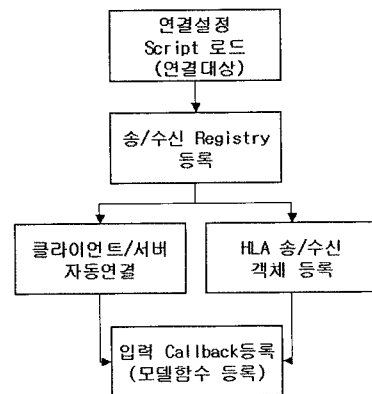 연결설정
Script 로드
(연결대상)
송/수신 Registry
등록
클라이언트/서버
자동연결
HLA 송/수신
객체 등록
입력 Callback등록
(모델함수 등록)